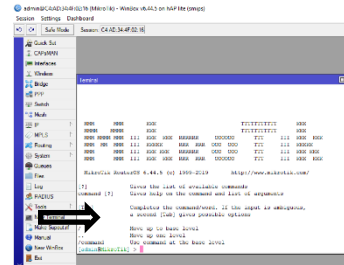 admin@C4:AD:34:4F:02:16 (MikroTik) - WinBox v6.44.5 on hAP lite (smips)
Session Settings Dashboard
Safe Mode Session: C4:AD:34:4F:02:16
Quick Set
CAPsMAN
Interfaces
Wireless
Bridge
PPP
Switch
Mesh
IP
MPLS
Routing
System
Queues
Files
Log
RADIUS
Tools
New Terminal
Make Supout.rif
Manual
New WinBox
Exit
Terminal
MikroTik RouterOS 6.44.5 (c) 1999-2019 http://www.mikrotik.com/
[?] Gives the list of available commands
command [?] Gives help on the command and list of arguments
Completes the command/word. If the input is ambiguous,
a second [Tab] gives possible options
/ Move up to base level
.. Move up one level
/command Use command at the base level
[admin@MikroTik] >